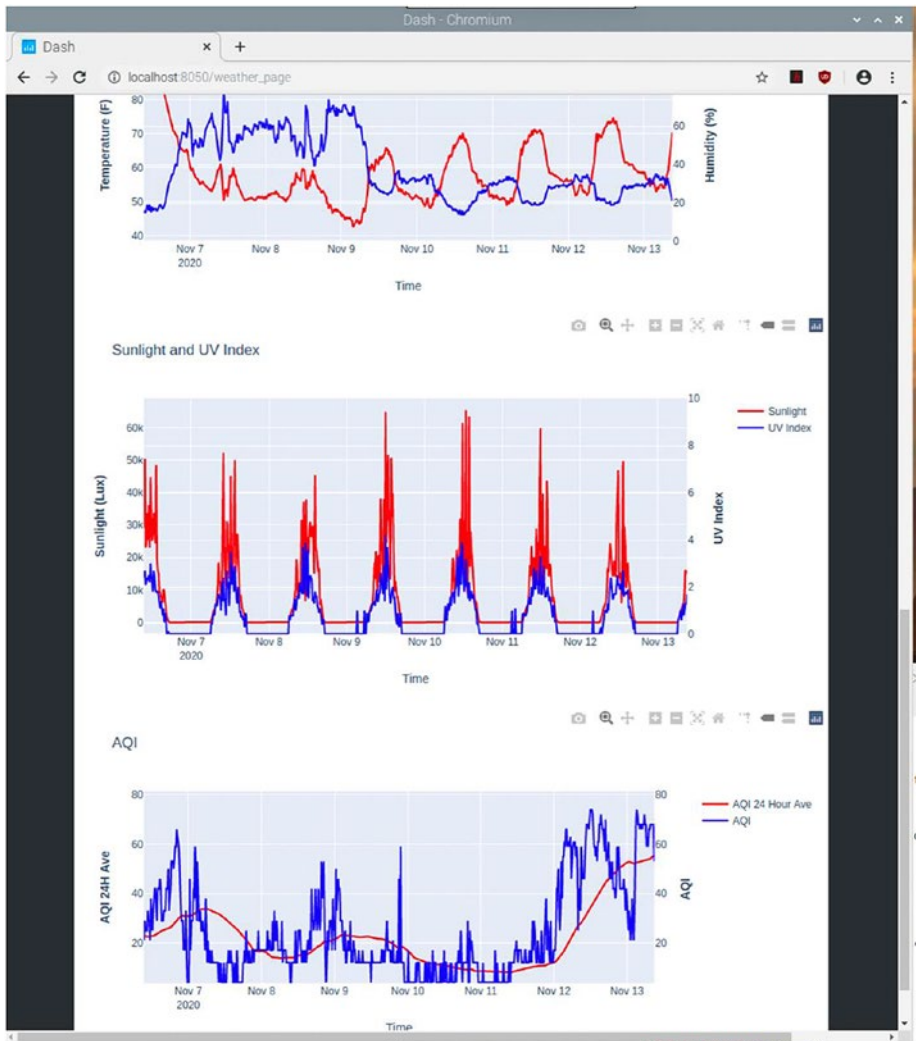 Dash - Chromium
Dash
localhost:8050/weather_page
Temperature (F)
80
70
60
50
40
Humidity (%)
60
40
20
0
Nov 7
2020
Nov 8
Nov 9
Nov 10
Nov 11
Nov 12
Nov 13
Time
Sunlight and UV Index
Sunlight (Lux)
60k
50k
40k
30k
20k
10k
0
10
8
6
4
2
0
UV Index
Sunlight
UV Index
Nov 7
2020
Nov 8
Nov 9
Nov 10
Nov 11
Nov 12
Nov 13
Time
AQI
AQI 24H Ave
80
60
40
20
80
60
40
20
AQI
AQI 24 Hour Ave
AQI
Nov 7
2020
Nov 8
Nov 9
Nov 10
Nov 11
Nov 12
Nov 13
Time